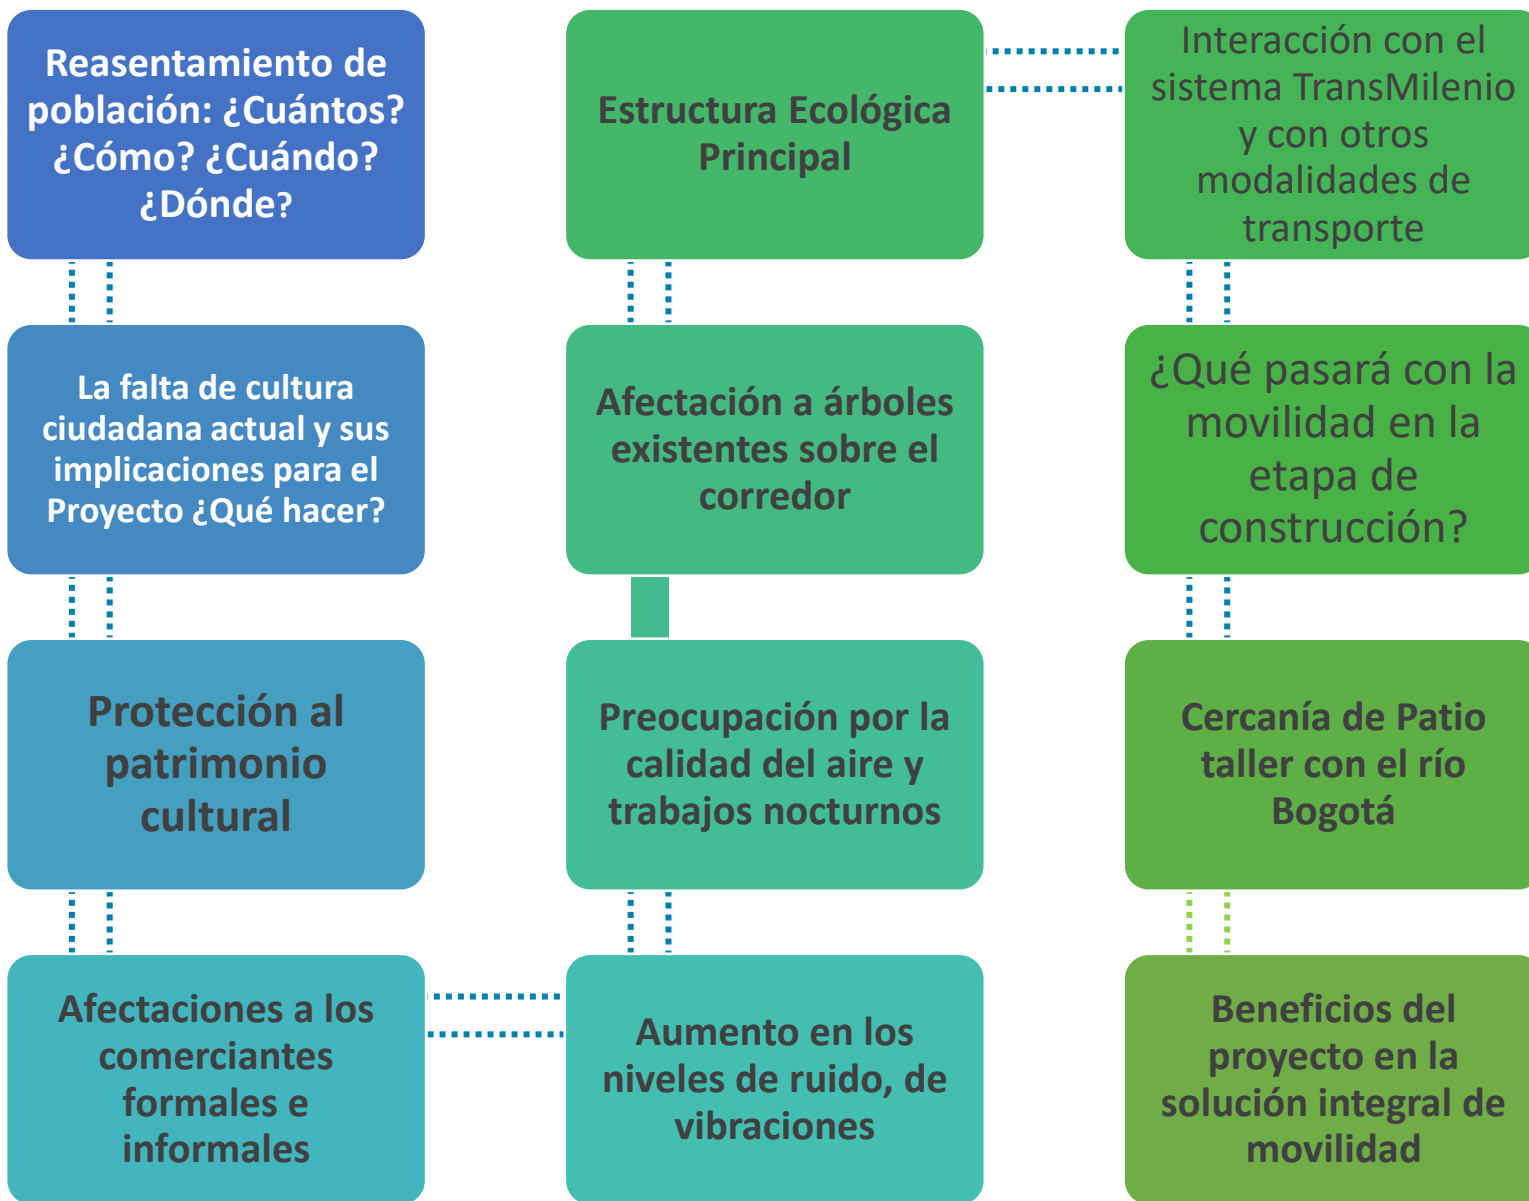 Reasentamiento de
población: ¿Cuántos?
¿Cómo? ¿Cuándo?
¿Dónde?
La falta de cultura
ciudadana actual y sus
implicaciones para el
Proyecto ¿Qué hacer?
Protección al
patrimonio
cultural
Afectaciones a los
comerciantes
formales e
informales
Aumento en los
niveles de ruido, de
vibraciones
Preocupación por la
calidad del aire y
trabajos nocturnos
Afectación a árboles
existentes sobre el
corredor
Estructura Ecológica
Principal
Interacción con el
sistema TransMilenio
y con otros
modalidades de
transporte
¿Qué pasará con la
movilidad en la
etapa de
construcción?
Cercanía de Patio
taller con el río
Bogotá
Beneficios del
proyecto en la
solución integral de
movilidad